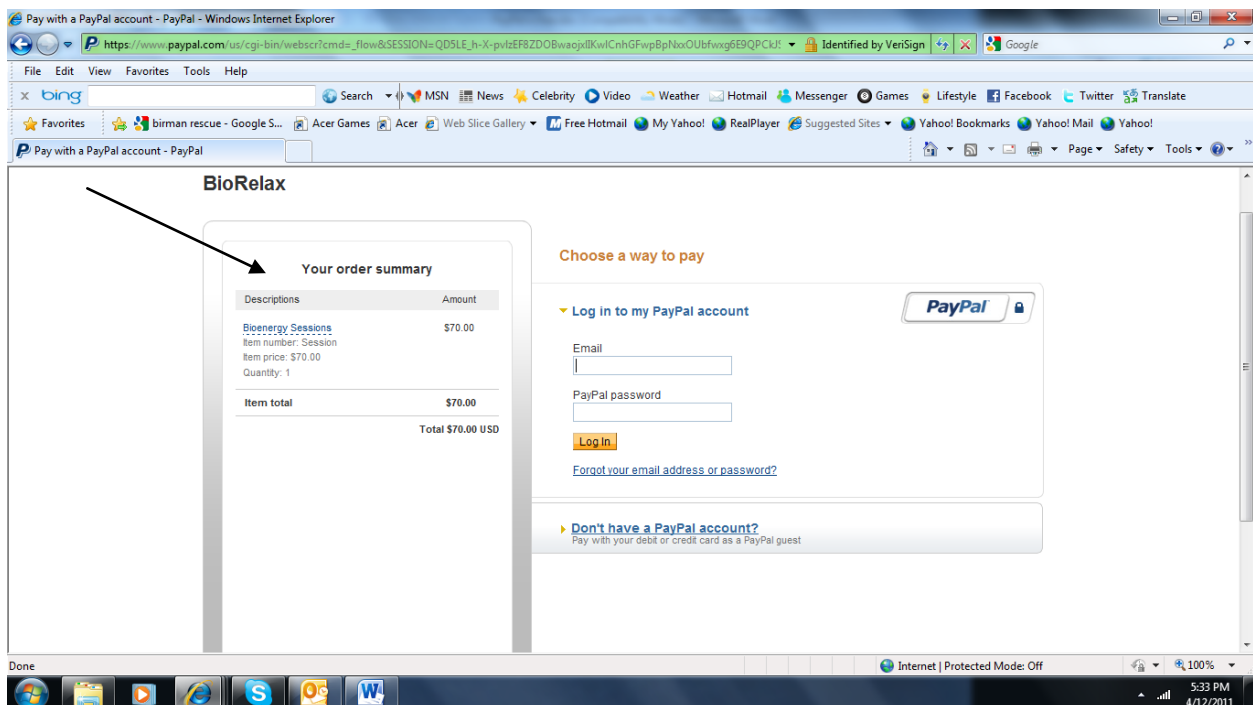 Pay with a PayPal account - PayPal - Windows Internet Explorer
https://www.paypal.com/us/cgi-bin/webscr?cmd=_flow&SESSION= Identified by VeriSign Google
File Edit View Favorites Tools Help
x bing Search MSN News Celebrity Video Weather Hotmail Messenger Games Lifestyle Facebook Twitter Translate
Favorites birman rescue - Google S... Acer Games Acer Web Slice Gallery Free Hotmail My Yahoo! RealPlayer Suggested Sites Yahoo! Bookmarks Yahoo! Mail Yahoo!
Pay with a PayPal account - PayPal Page Safety Tools
BioRelax
Your order summary
Descriptions Amount
Bioenergy Sessions $70.00
Item number: Session
Item price: $70.00
Quantity: 1
Item total $70.00
Total $70.00 USD
Choose a way to pay
Log in to my PayPal account
PayPal
Email
PayPal password
Log In
Forgot your email address or password?
Don't have a PayPal account?
Pay with your debit or credit card as a PayPal guest
Done Internet | Protected Mode: Off 100%
5:33 PM
4/12/2011